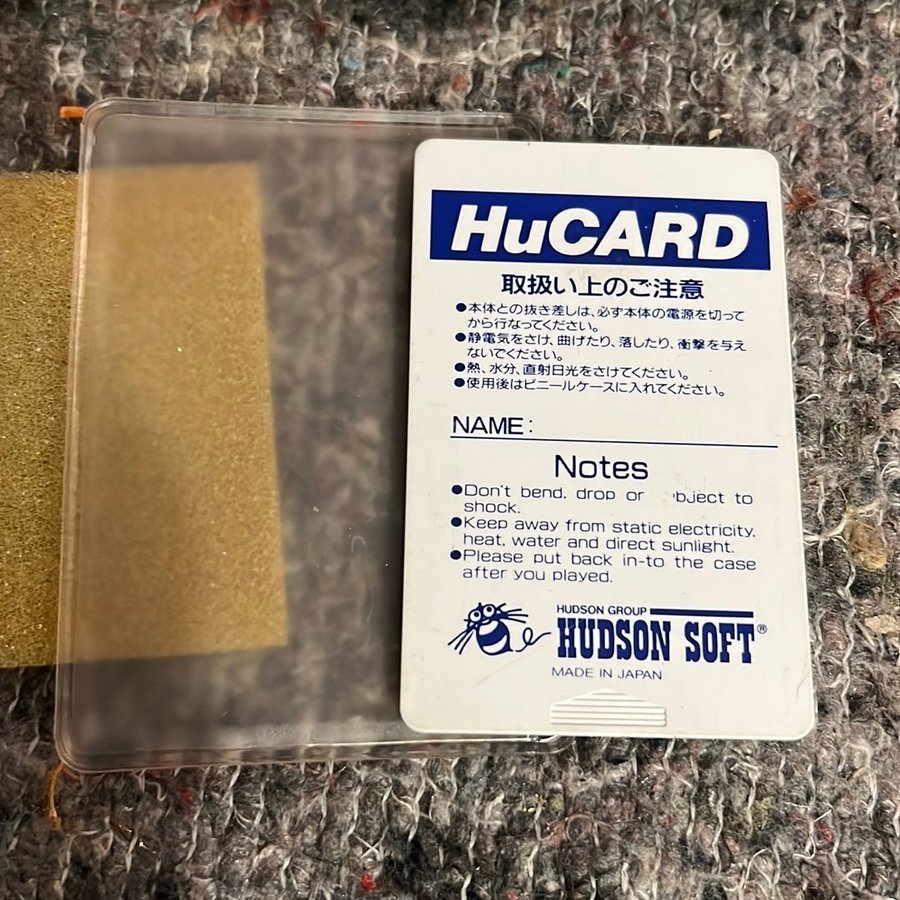 HuCARD
取扱い上のご注意
●本体との抜き差しは、必ず本体の電源を切って
から行なってください。
●静電気をさけ、曲げたり、落したり、衝撃を与え
ないでください。
●熱、水分、直射日光をさけてください。
●使用後はビニールケースに入れてください。
NAME:
Notes
●Don't bend, drop or to
shock.
●Keep away from static electricity,
heat, water and direct sunlight.
●Please put back in-to the case
after you played.
HUDSON GROUP
HUDSON SOFT®
MADE IN JAPAN